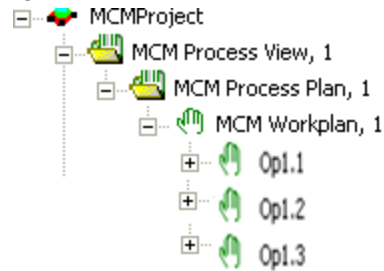 MCMProject
MCM Process View, 1
MCM Process Plan, 1
MCM Workplan, 1
Op1.1
Op1.2
Op1.3